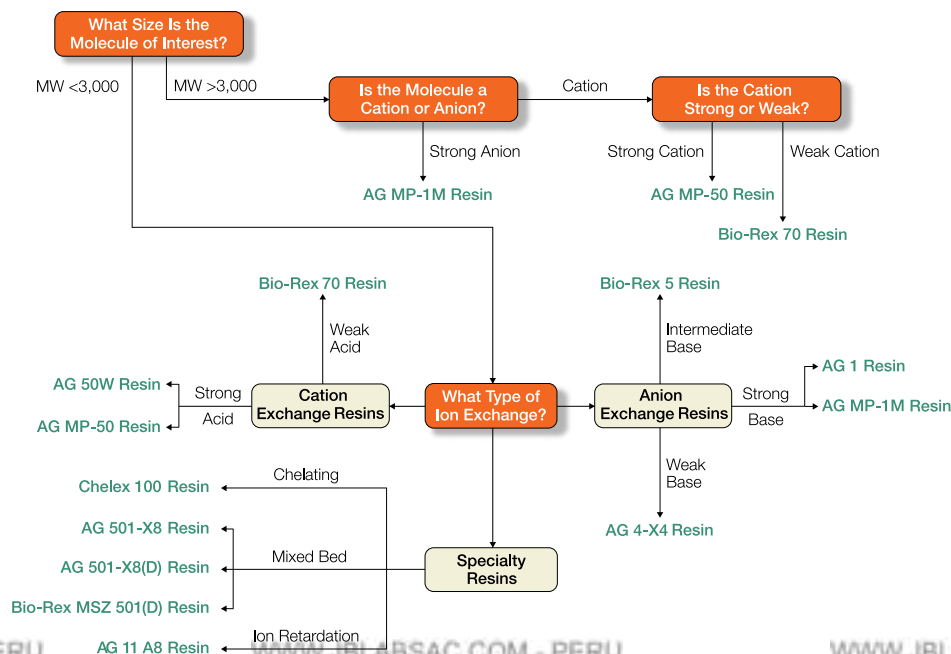 What Size Is the
Molecule of Interest?
MW <3,000
MW >3,000
Is the Molecule a
Cation or Anion?
Cation
Is the Cation
Strong or Weak?
Strong Anion
Strong Cation
Weak Cation
AG MP-1M Resin
AG MP-50 Resin
Bio-Rex 70 Resin
Bio-Rex 70 Resin
Bio-Rex 5 Resin
Weak
Acid
Intermediate
Base
AG 50W Resin
AG MP-50 Resin
Strong
Acid
Cation
Exchange Resins
What Type of
Ion Exchange?
Anion
Exchange Resins
Strong
Base
AG 1 Resin
AG MP-1M Resin
Weak
Base
AG 4-X4 Resin
Chelating
Chelex 100 Resin
AG 501-X8 Resin
Mixed Bed
AG 501-X8(D) Resin
Bio-Rex MSZ 501(D) Resin
Specialty
Resins
Ion Retardation
AG 11 A8 Resin
WWW.JBLABSAC.COM - PERU